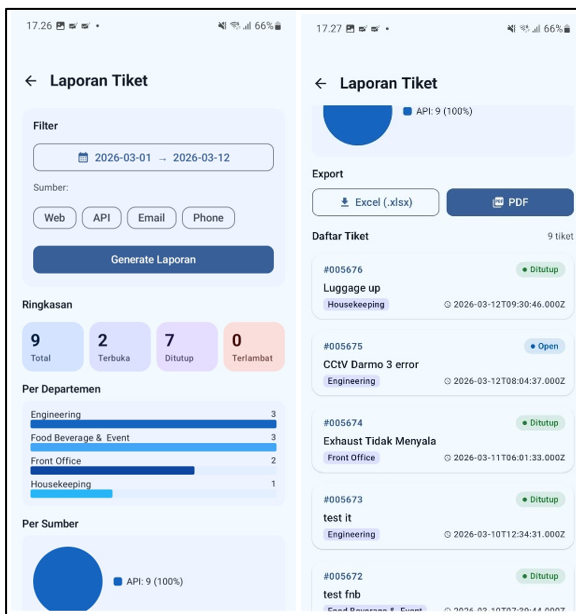 17.26
66%
Laporan Tiket
Filter
2026-03-01 → 2026-03-12
Sumber:
Web API Email Phone
Generate Laporan
Ringkasan
9 2 7 0
Total Terbuka Ditutup Terlambat
Per Departemen
Engineering 3
Food Beverage & Event 3
Front Office 2
Housekeeping 1
Per Sumber
API: 9 (100%)
17.27
66%
Laporan Tiket
API: 9 (100%)
Export
Excel (.xlsx) PDF
Daftar Tiket 9 tiket
#005676 Ditutup
Luggage up
Housekeeping 2026-03-12T09:30:46.000Z
#005675 Open
CCtV Darmo 3 error
Engineering 2026-03-12T08:04:37.000Z
#005674 Ditutup
Exhaust Tidak Menyala
Front Office 2026-03-11T06:01:33.000Z
#005673 Ditutup
test it
Engineering 2026-03-10T12:34:31.000Z
#005672 Ditutup
test fnb
Food Beverage & Event